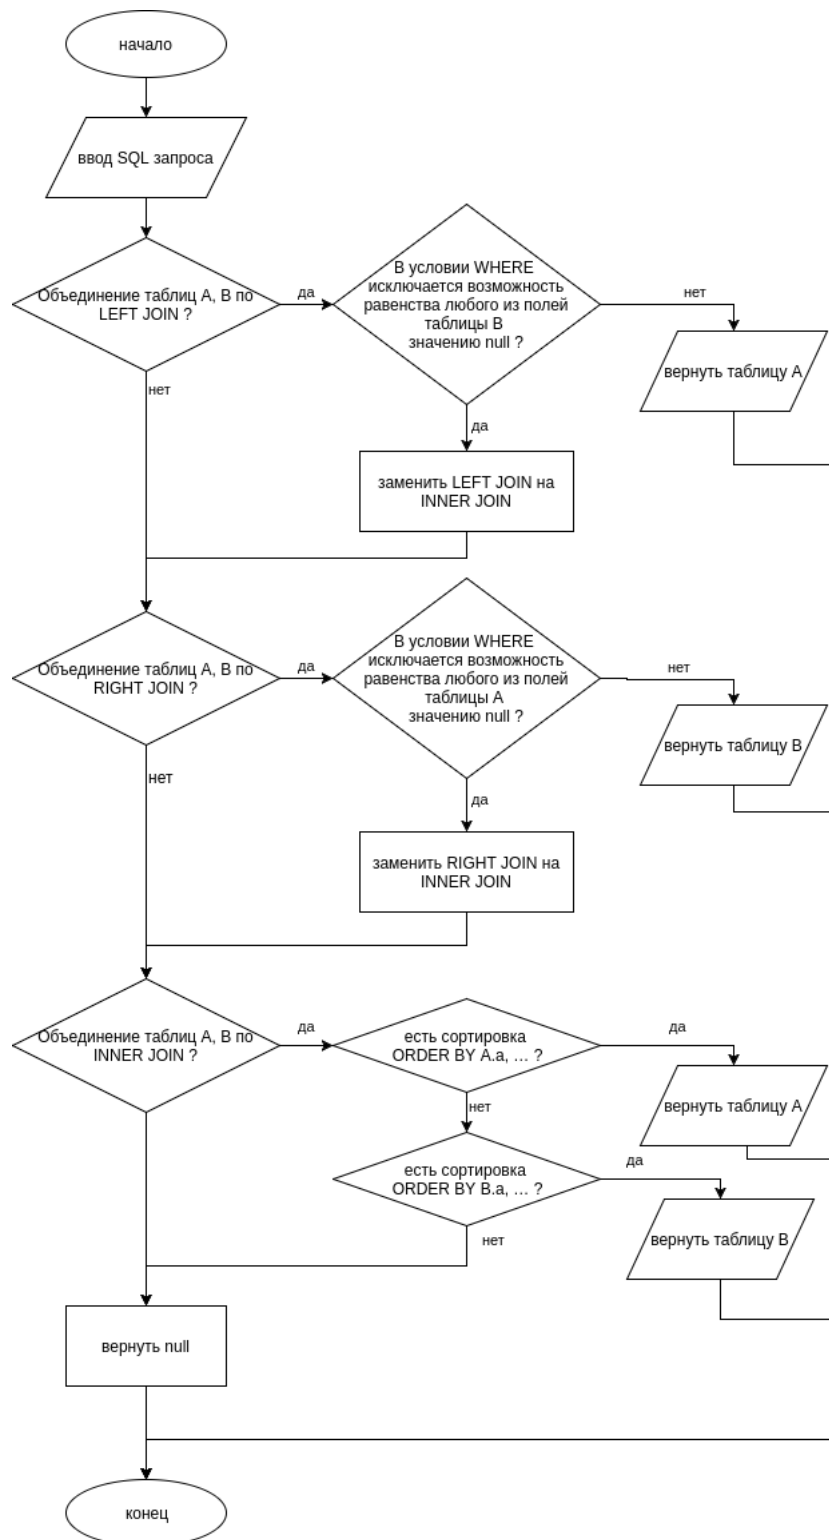 начало
ввод SQL запроса
Объединение таблиц A, B по
LEFT JOIN ?
да
В условии WHERE
исключается возможность
равенства любого из полей
таблицы B
значению null ?
нет
вернуть таблицу A
нет
да
заменить LEFT JOIN на
INNER JOIN
Объединение таблиц A, B по
RIGHT JOIN ?
да
В условии WHERE
исключается возможность
равенства любого из полей
таблицы A
значению null ?
нет
вернуть таблицу B
нет
да
заменить RIGHT JOIN на
INNER JOIN
Объединение таблиц A, B по
INNER JOIN ?
да
есть сортировка
ORDER BY A.a, … ?
да
вернуть таблицу A
нет
есть сортировка
ORDER BY B.a, … ?
да
вернуть таблицу B
нет
вернуть null
конец